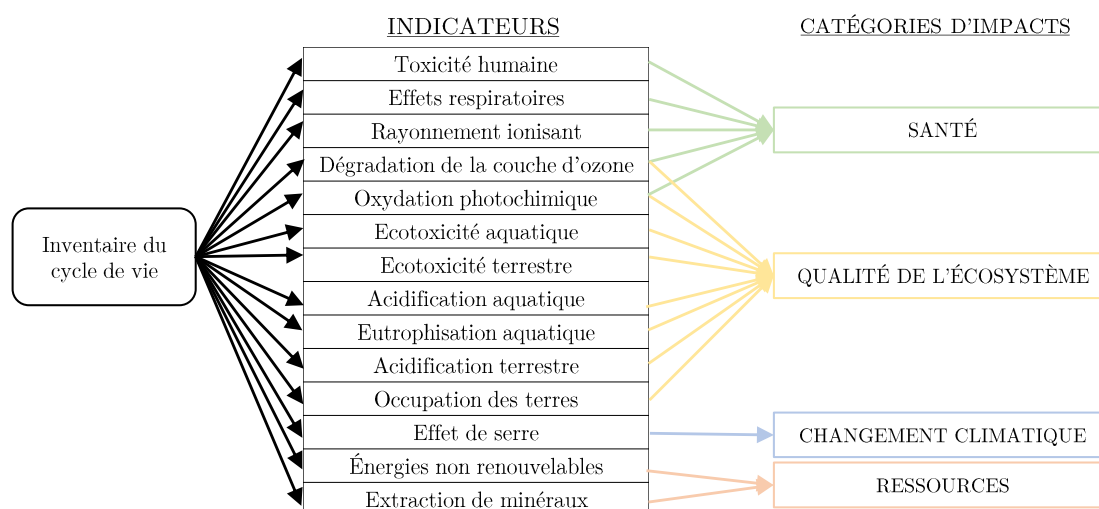 INDICATEURS
CATÉGORIES D'IMPACTS
Inventaire du
cycle de vie
Toxicité humaine
Effets respiratoires
Rayonnement ionisant
Dégradation de la couche d'ozone
Oxydation photochimique
Ecotoxicité aquatique
Ecotoxicité terrestre
Acidification aquatique
Eutrophisation aquatique
Acidification terrestre
Occupation des terres
Effet de serre
Énergies non renouvelables
Extraction de minéraux
SANTÉ
QUALITÉ DE L'ÉCOSYSTÈME
CHANGEMENT CLIMATIQUE
RESSOURCES